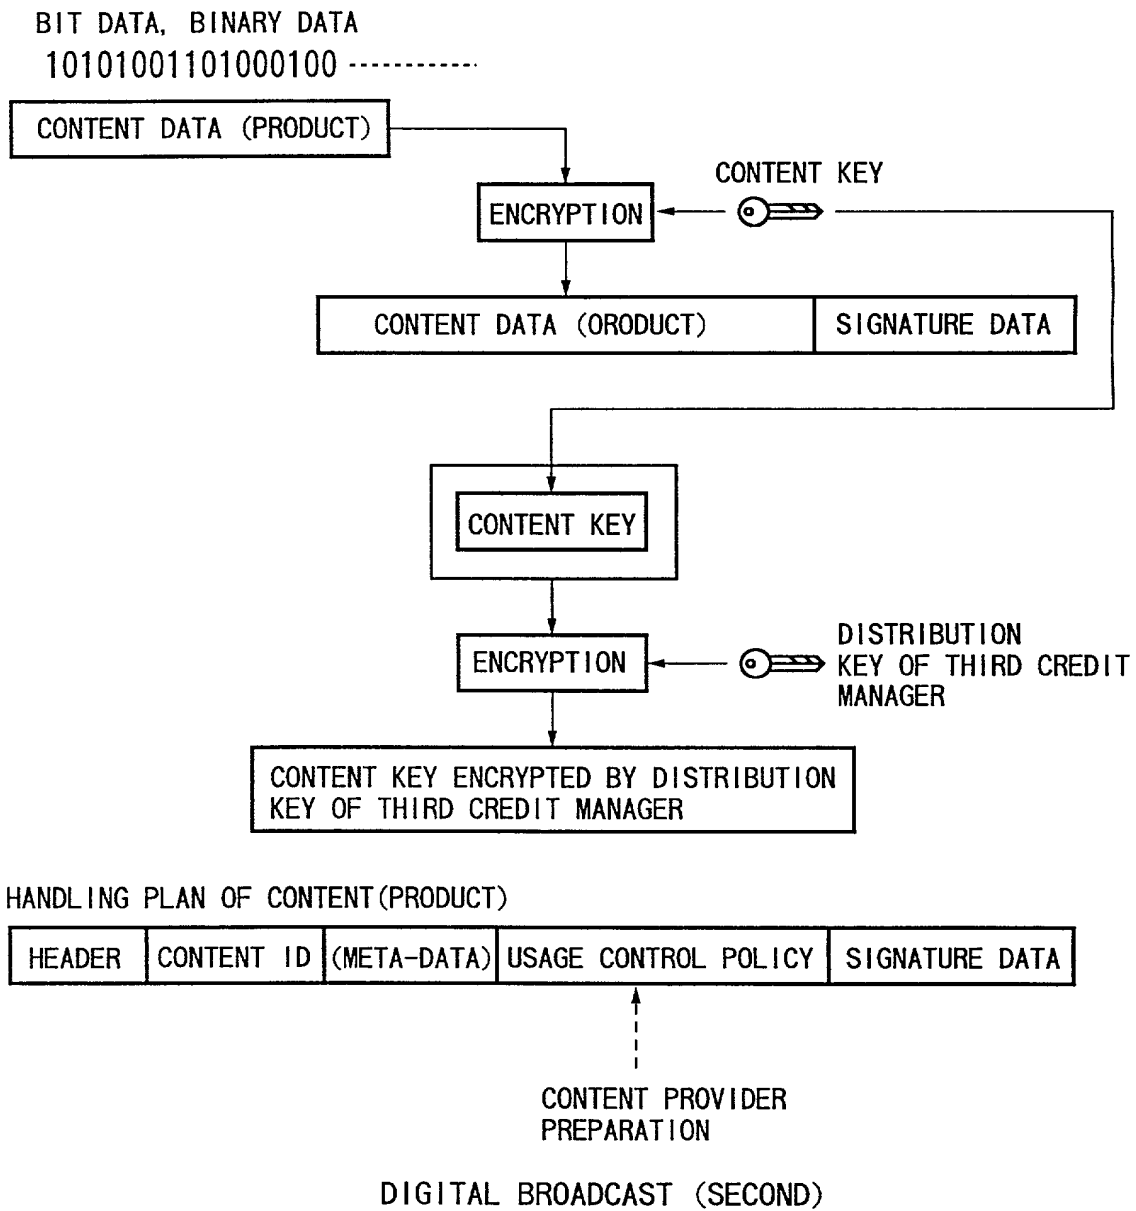 BIT DATA, BINARY DATA
10101001101000100
CONTENT DATA (PRODUCT)
CONTENT KEY
ENCRYPTION
CONTENT DATA (ORODUCT)
SIGNATURE DATA
CONTENT KEY
ENCRYPTION
DISTRIBUTION
KEY OF THIRD CREDIT
MANAGER
CONTENT KEY ENCRYPTED BY DISTRIBUTION
KEY OF THIRD CREDIT MANAGER
HANDLING PLAN OF CONTENT(PRODUCT)
HEADER
CONTENT ID
(META-DATA)
USAGE CONTROL POLICY
SIGNATURE DATA
CONTENT PROVIDER
PREPARATION
DIGITAL BROADCAST (SECOND)